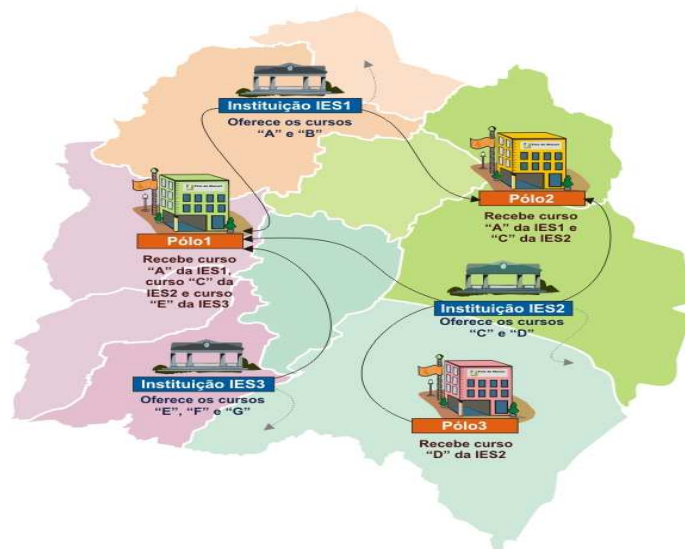 Instituição IES1
Oferece os cursos
“A” e “B”
Pólo2
Recebe curso
“A” da IES1 e
“C” da IES2
Pólo1
Recebe curso
“A” da IES1,
curso “C” da
IES2 e curso
“E” da IES3
Instituição IES2
Oferece os cursos
“C” e “D”
Instituição IES3
Oferece os cursos
“E”, “F” e “G”
Pólo3
Recebe curso
“D” da IES2